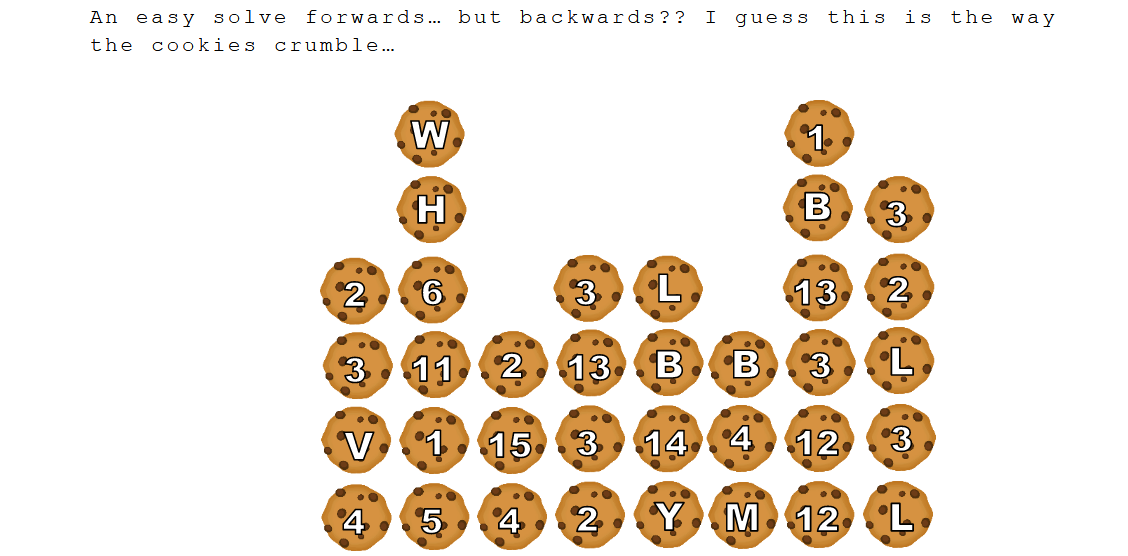 An easy solve forwards… but backwards?? I guess this is the way
the cookies crumble…
W 1
H B 3
2 6 3 L 13 2
3 11 2 13 B B 3 L
V 1 15 3 14 4 12 3
4 5 4 2 Y M 12 L